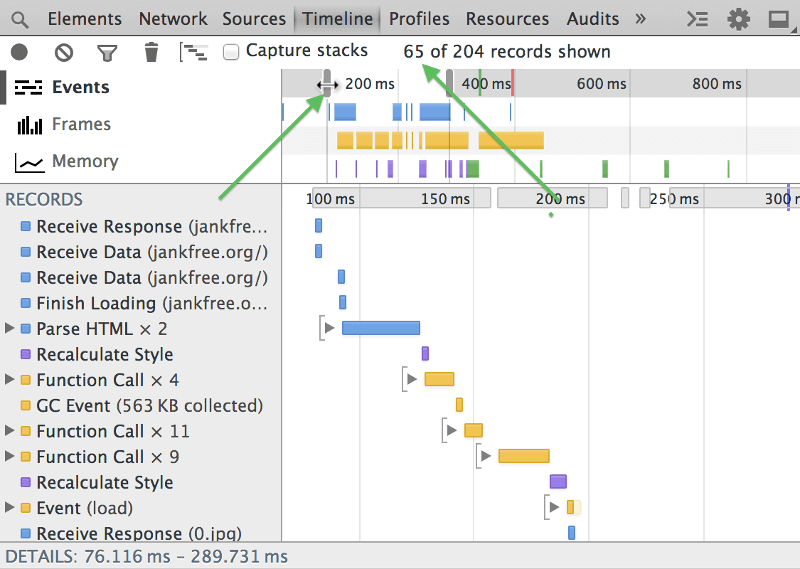 Elements Network Sources Timeline Profiles Resources Audits »
Capture stacks 65 of 204 records shown
Events
Frames
Memory
200 ms 400 ms 600 ms 800 ms
RECORDS
100 ms 150 ms 200 ms 250 ms 300 m
Receive Response (jankfre...
Receive Data (jankfree.org/)
Receive Data (jankfree.org/)
Finish Loading (jankfree.o...
Parse HTML × 2
Recalculate Style
Function Call × 4
GC Event (563 KB collected)
Function Call × 11
Function Call × 9
Recalculate Style
Event (load)
Receive Response (0.jpg)
DETAILS: 76.116 ms – 289.731 ms